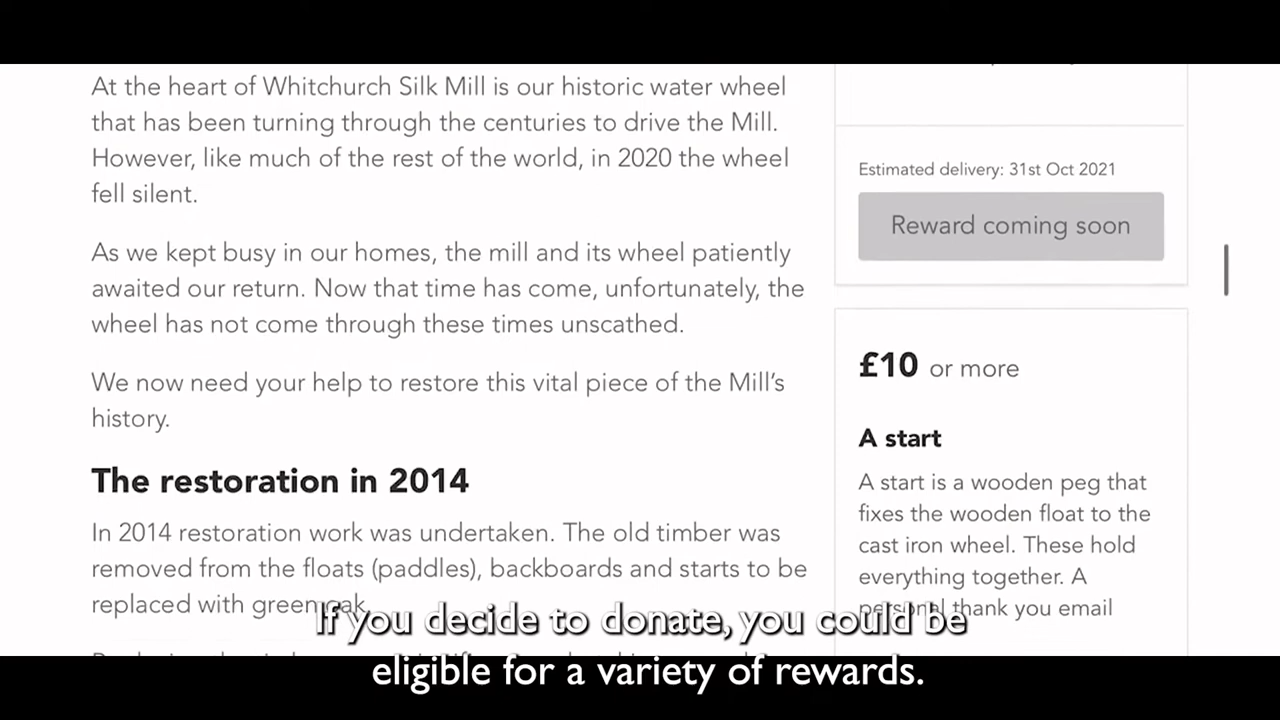 At the heart of Whitchurch Silk Mill is our historic water wheel
that has been turning through the centuries to drive the Mill.
However, like much of the rest of the world, in 2020 the wheel
fell silent.
As we kept busy in our homes, the mill and its wheel patiently
awaited our return. Now that time has come, unfortunately, the
wheel has not come through these times unscathed.
We now need your help to restore this vital piece of the Mill's
history.
The restoration in 2014
In 2014 restoration work was undertaken. The old timber was
removed from the floats (paddles), backboards and starts to be
replaced with green oak.
Estimated delivery: 31st Oct 2021
Reward coming soon
£10 or more
A start
A start is a wooden peg that
fixes the wooden float to the
cast iron wheel. These hold
everything together. A
personal thank you email
If you decide to donate, you could be
eligible for a variety of rewards.